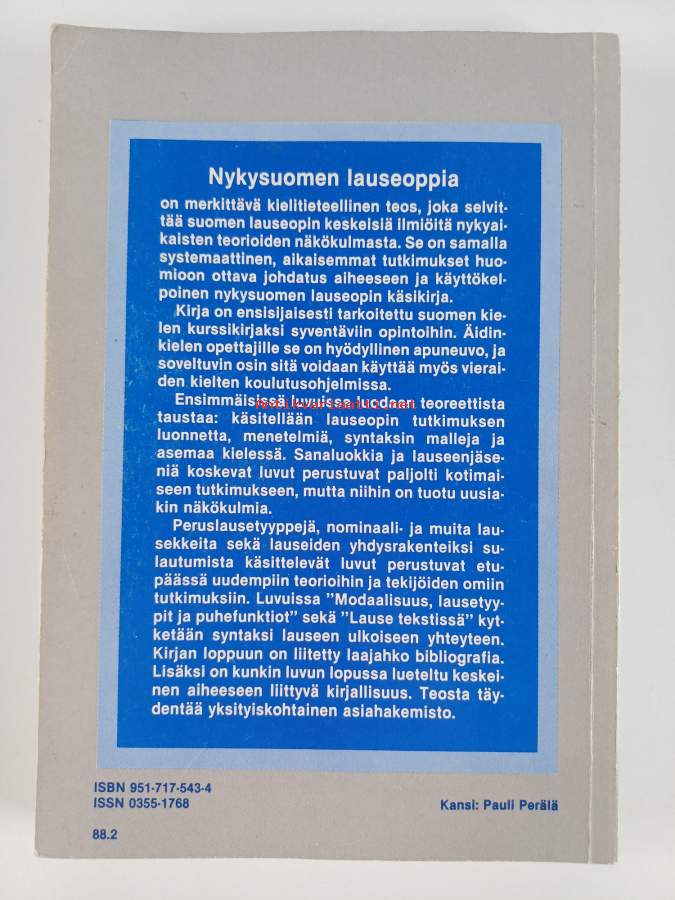 Nykysuomen lauseoppia
on merkittävä kielitieteellinen teos, joka selvit-
tää suomen lauseopin keskeisiä ilmiöitä nykyai-
kaisten teorioiden näkökulmasta. Se on samalla
systemaattinen, aikaisemmat tutkimukset huo-
mioon ottava johdatus aiheeseen ja käyttökel-
poinen nykysuomen lauseopin käsikirja.
Kirja on ensisijaisesti tarkoitettu suomen kie-
len kurssikirjaksi syventäviin opintoihin. Äidin-
kielen opettajille se on hyödyllinen apuneuvo, ja
soveltuvin osin sitä voidaan käyttää myös vierai-
den kielten koulutusohjelmissa.
Ensimmäisissä luvuissa luodaan teoreettista
antikvariaatti.net
taustaa: käsitellään lauseopin tutkimuksen
luonnetta, menetelmiä, syntaksin malleja ja
asemaa kielessä. Sanaluokkia ja lauseenjäse-
niä koskevat luvut perustuvat paljolti kotimai-
seen tutkimukseen, mutta niihin on tuotu uusia-
kin näkökulmia.
Peruslausetyyppejä, nominaali- ja muita lau-
sekkeita sekä lauseiden yhdysrakenteiksi su-
lautumista käsittelevät luvut perustuvat etu-
päässä uudempiin teorioihin ja tekijöiden omiin
tutkimuksiin. Luvuissa "Modaalisuus, lausetyy-
pit ja puhefunktiot" sekä "Lause tekstissä" kyt-
ketään syntaksi lauseen ulkoiseen yhteyteen.
Kirjan loppuun on liitetty laajahko bibliografia.
Lisäksi on kunkin luvun lopussa lueteltu keskei-
nen aiheeseen liittyvä kirjallisuus. Teosta täy-
dentää yksityiskohtainen asiahakemisto.
ISBN 951-717-543-4
ISSN 0355-1768
Kansi: Pauli Perälä
88.2